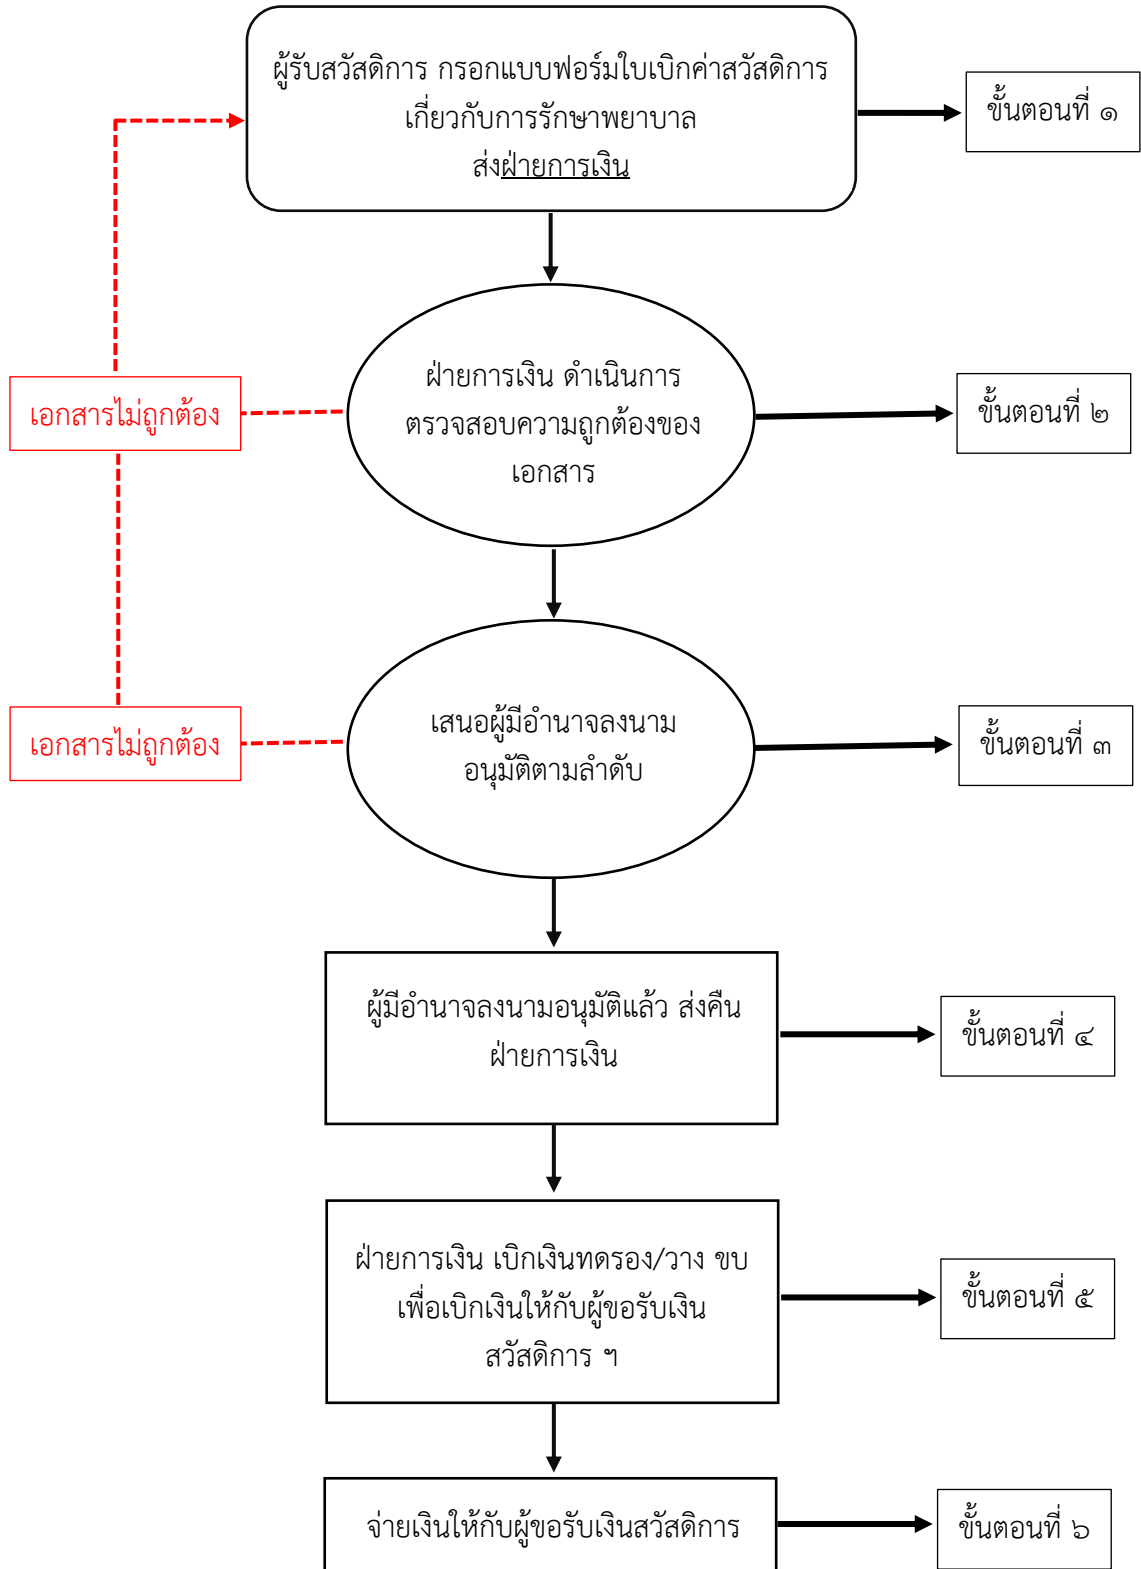 ผู้รับสวัสดิการ กรอกแบบฟอร์มใบเบิกค่าสวัสดิการ
เกี่ยวกับการรักษาพยาบาล
ส่งฝ่ายการเงิน
ขั้นตอนที่ ๑
ฝ่ายการเงิน ดำเนินการ
ตรวจสอบความถูกต้องของ
เอกสาร
เอกสารไม่ถูกต้อง
ขั้นตอนที่ ๒
เสนอผู้มีอำนาจลงนาม
อนุมัติตามลำดับ
เอกสารไม่ถูกต้อง
ขั้นตอนที่ ๓
ผู้มีอำนาจลงนามอนุมัติแล้ว ส่งคืน
ฝ่ายการเงิน
ขั้นตอนที่ ๔
ฝ่ายการเงิน เบิกเงินทดรอง/วาง ขบ
เพื่อเบิกเงินให้กับผู้ขอรับเงิน
สวัสดิการ ฯ
ขั้นตอนที่ ๕
จ่ายเงินให้กับผู้ขอรับเงินสวัสดิการ
ขั้นตอนที่ ๖